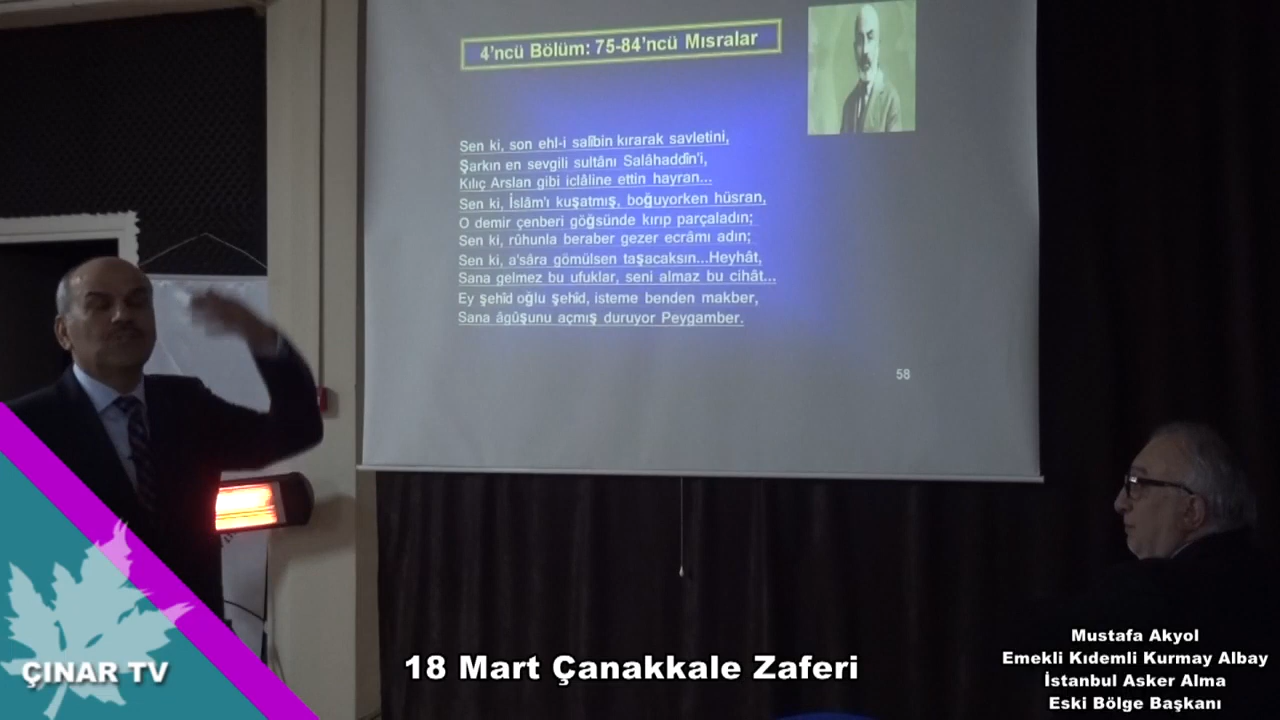 4'ncü Bölüm: 75-84'ncü Mısralar
Sen ki, son ehl-i salîbin kırarak savletini,
Şarkın en sevgili sultânı Salâhaddîn'i,
Kılıç Arslan gibi iclâline ettin hayran...
Sen ki, İslâm'ı kuşatmış, boğuyorken hüsran,
O demir çenberi göğsünde kırıp parçaladın;
Sen ki, rûhunla beraber gezer ecrâmı adın;
Sen ki, a'sâra gömülsen taşacaksın...Heyhât,
Sana gelmez bu ufuklar, seni almaz bu cihât...
Ey şehîd oğlu şehîd, isteme benden makber,
Sana âgûşunu açmış duruyor Peygamber.
58
ÇINAR TV
18 Mart Çanakkale Zaferi
Mustafa Akyol
Emekli Kıdemli Kurmay Albay
İstanbul Asker Alma
Eski Bölge Başkanı